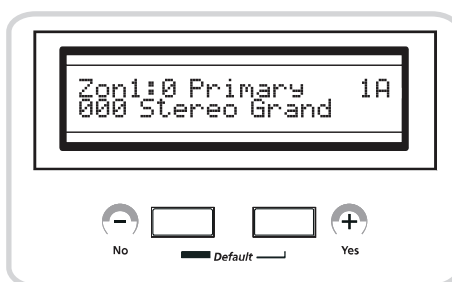 Zon1:0 Primary 1A
000 Stereo Grand
- +
No Yes
Default